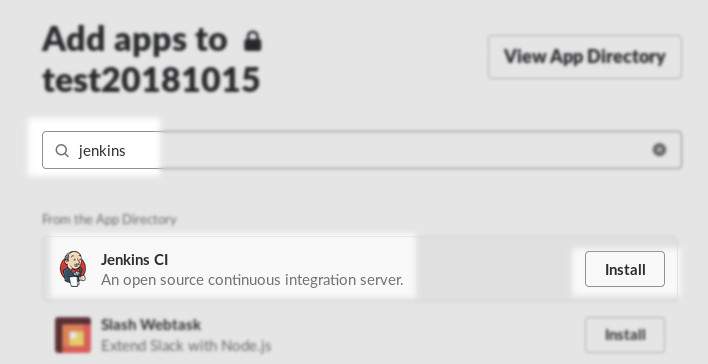 Add apps to
test20181015
View App Directory
jenkins
From the App Directory
Jenkins CI
An open source continuous integration server.
Install
Slash Webtask
Extend Slack with Node.js
Install